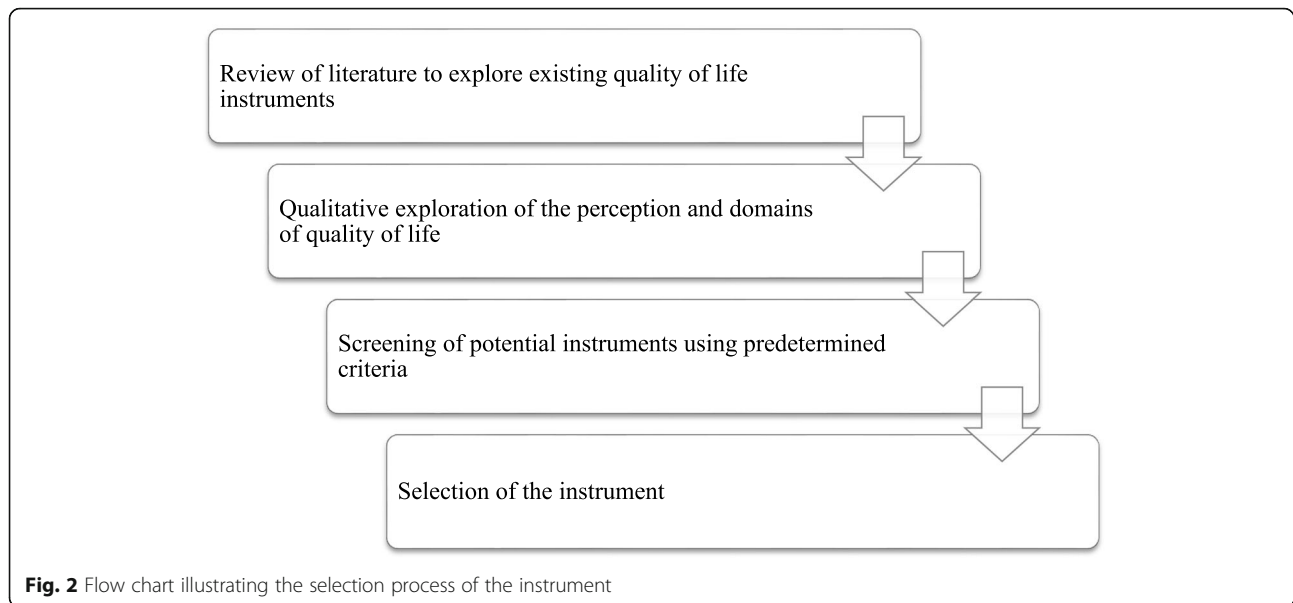 Review of literature to explore existing quality of life
instruments
Qualitative exploration of the perception and domains
of quality of life
Screening of potential instruments using predetermined
criteria
Selection of the instrument
Fig. 2 Flow chart illustrating the selection process of the instrument